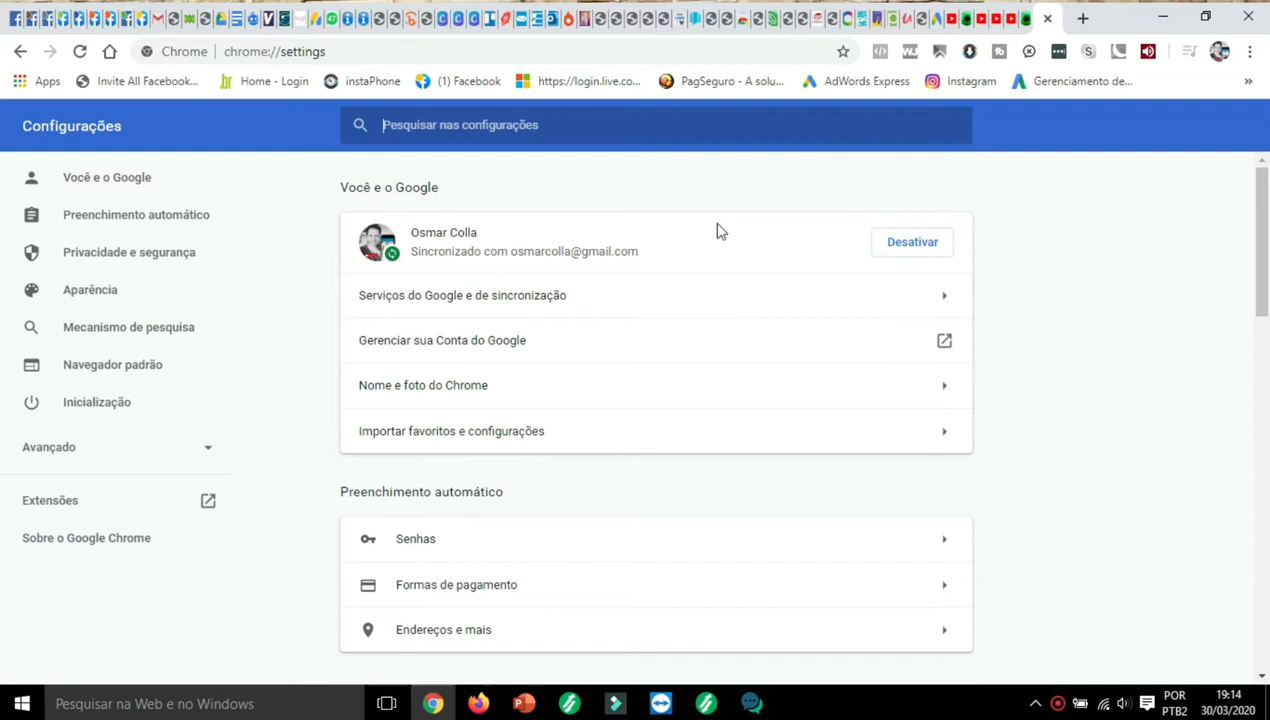 Chrome | chrome://settings
Apps
Invite All Facebook...
Home - Login
instaPhone
(1) Facebook
https://login.live.co...
PagSeguro - A solu...
AdWords Express
Instagram
Gerenciamento de...
»
Configurações
Pesquisar nas configurações
Você e o Google
Preenchimento automático
Privacidade e segurança
Aparência
Mecanismo de pesquisa
Navegador padrão
Inicialização
Avançado
Extensões
Sobre o Google Chrome
Você e o Google
Osmar Colla
Sincronizado com osmarcolla@gmail.com
Desativar
Serviços do Google e de sincronização
Gerenciar sua Conta do Google
Nome e foto do Chrome
Importar favoritos e configurações
Preenchimento automático
Senhas
Formas de pagamento
Endereços e mais
Pesquisar na Web e no Windows
POR
PTB2
19:14
30/03/2020